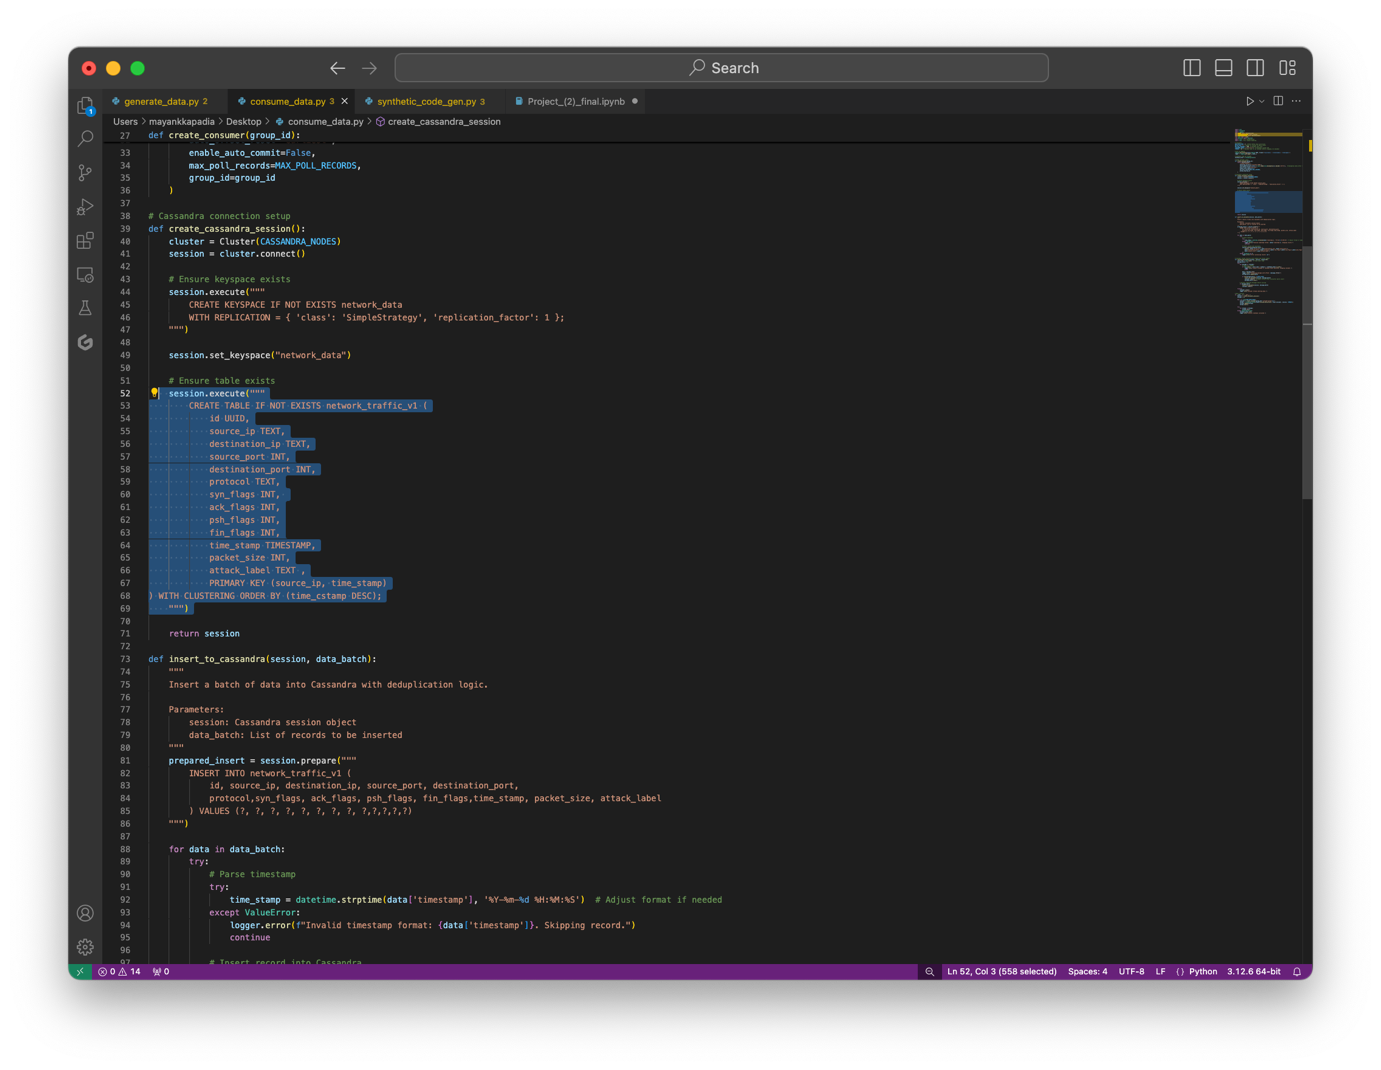 Search
generate_data.py 2
consume_data.py 3
synthetic_code_gen.py 3
Project_(2)_final.ipynb
1
Users > mayankkapadia > Desktop > consume_data.py > create_cassandra_session
27 def create_consumer(group_id):
33 enable_auto_commit=False,
34 max_poll_records=MAX_POLL_RECORDS,
35 group_id=group_id
36 )
37
38 # Cassandra connection setup
39 def create_cassandra_session():
40 cluster = Cluster(CASSANDRA_NODES)
41 session = cluster.connect()
42
43 # Ensure keyspace exists
44 session.execute("""
45 CREATE KEYSPACE IF NOT EXISTS network_data
46 WITH REPLICATION = { 'class': 'SimpleStrategy', 'replication_factor': 1 };
47 """)
48
49 session.set_keyspace("network_data")
50
51 # Ensure table exists
52 session.execute("""
53 CREATE TABLE IF NOT EXISTS network_traffic_v1 (
54 id UUID,
55 source_ip TEXT,
56 destination_ip TEXT,
57 source_port INT,
58 destination_port INT,
59 protocol TEXT,
60 syn_flags INT,
61 ack_flags INT,
62 psh_flags INT,
63 fin_flags INT,
64 time_stamp TIMESTAMP,
65 packet_size INT,
66 attack_label TEXT ,
67 PRIMARY KEY (source_ip, time_stamp)
68 ) WITH CLUSTERING ORDER BY (time_cstamp DESC);
69 """)
70
71 return session
72
73 def insert_to_cassandra(session, data_batch):
74 """
75 Insert a batch of data into Cassandra with deduplication logic.
76
77 Parameters:
78 session: Cassandra session object
79 data_batch: List of records to be inserted
80 """
81 prepared_insert = session.prepare("""
82 INSERT INTO network_traffic_v1 (
83 id, source_ip, destination_ip, source_port, destination_port,
84 protocol,syn_flags, ack_flags, psh_flags, fin_flags,time_stamp, packet_size, attack_label
85 ) VALUES (?, ?, ?, ?, ?, ?, ?, ?, ?,?,?,?,?)
86 """)
87
88 for data in data_batch:
89 try:
90 # Parse timestamp
91 try:
92 time_stamp = datetime.strptime(data['timestamp'], '%Y-%m-%d %H:%M:%S') # Adjust format if needed
93 except ValueError:
94 logger.error(f"Invalid timestamp format: {data['timestamp']}. Skipping record.")
95 continue
96
97 # Insert record into Cassandra
0 14 0 Ln 52, Col 3 (558 selected) Spaces: 4 UTF-8 LF {} Python 3.12.6 64-bit